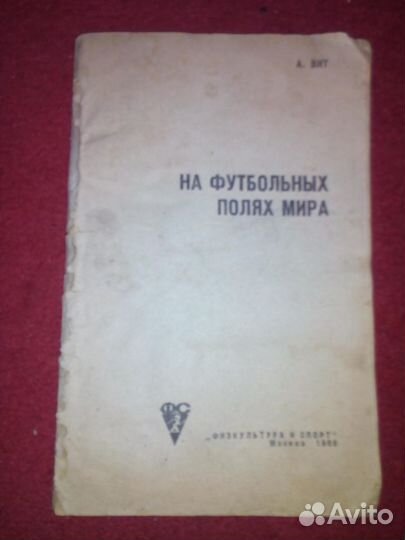 А. ВИТ
НА ФУТБОЛЬНЫХ
ПОЛЯХ МИРА
ФС
„ФИЗКУЛЬТУРА И СПОРТ"
Москва
Avito